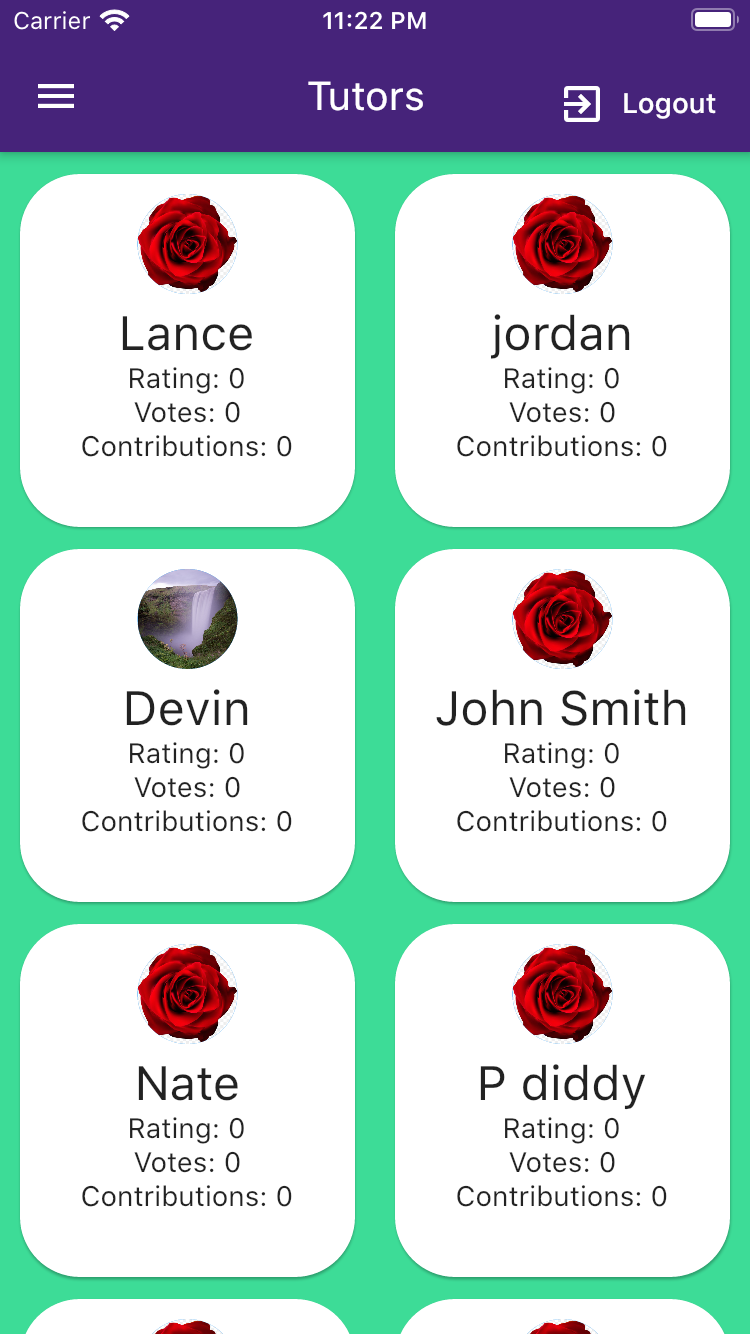 Carrier 11:22 PM
Tutors
Logout
Lance
Rating: 0
Votes: 0
Contributions: 0
jordan
Rating: 0
Votes: 0
Contributions: 0
Devin
Rating: 0
Votes: 0
Contributions: 0
John Smith
Rating: 0
Votes: 0
Contributions: 0
Nate
Rating: 0
Votes: 0
Contributions: 0
P diddy
Rating: 0
Votes: 0
Contributions: 0